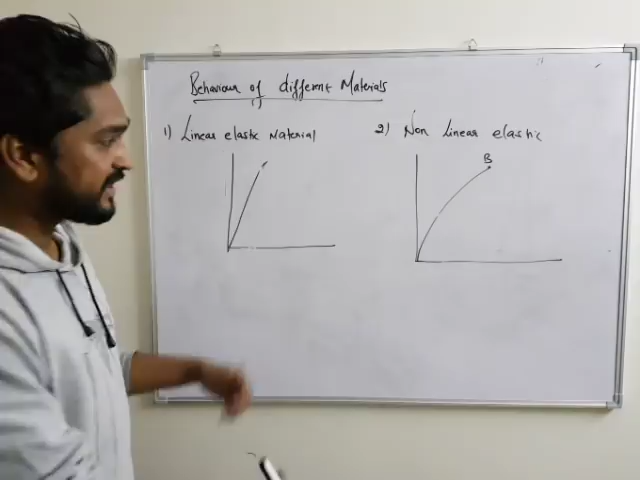 Behaviour of different Materials
1) Linear elastic Material
2) Non Linear elastic
B